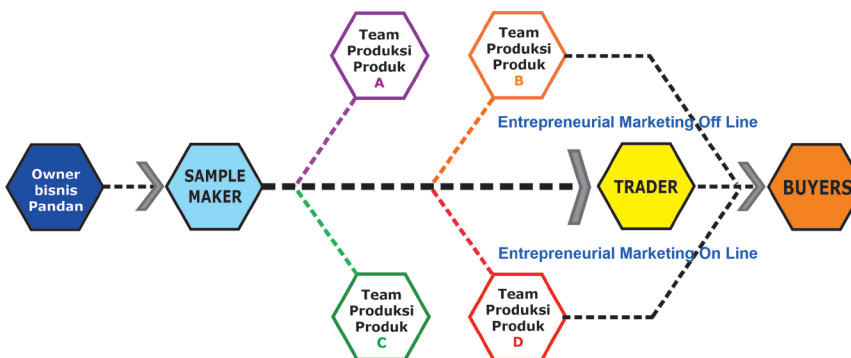 Team
Produksi
Produk
A
Team
Produksi
Produk
B
Entrepreneurial Marketing Off Line
Owner
bisnis
Pandan
SAMPLE
MAKER
TRADER
BUYERS
Entrepreneurial Marketing On Line
Team
Produksi
Produk
C
Team
Produksi
Produk
D